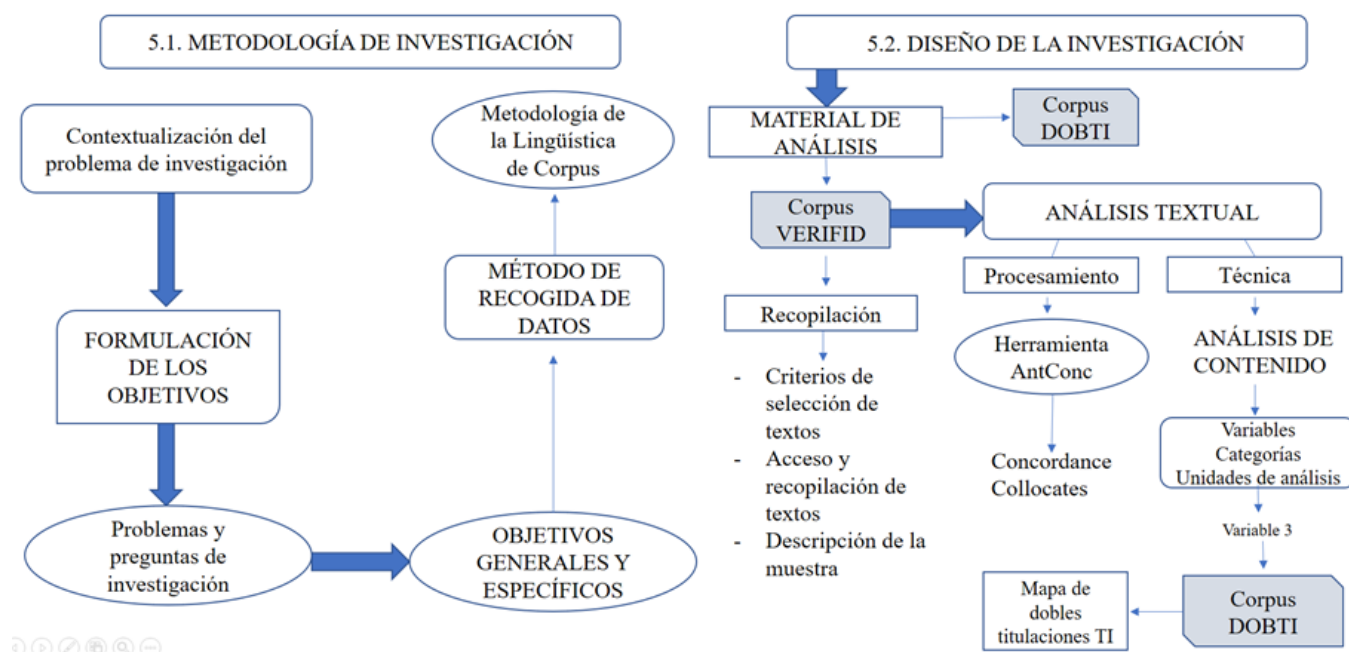 5.1. METODOLOGÍA DE INVESTIGACIÓN
Contextualización del
problema de investigación
FORMULACIÓN
DE LOS
OBJETIVOS
Problemas y
preguntas de
investigación
Metodología de
la Lingüística
de Corpus
MÉTODO DE
RECOGIDA DE
DATOS
OBJETIVOS
GENERALES Y
ESPECÍFICOS
5.2. DISEÑO DE LA INVESTIGACIÓN
MATERIAL DE
ANÁLISIS
Corpus
DOBTI
Corpus
VERIFID
ANÁLISIS TEXTUAL
Recopilación
- Criterios de
selección de
textos
- Acceso y
recopilación de
textos
- Descripción de la
muestra
Procesamiento
Herramienta
AntConc
Concordance
Collocates
Técnica
ANÁLISIS DE
CONTENIDO
Variables
Categorías
Unidades de análisis
Variable 3
Corpus
DOBTI
Mapa de
dobles
titulaciones TI